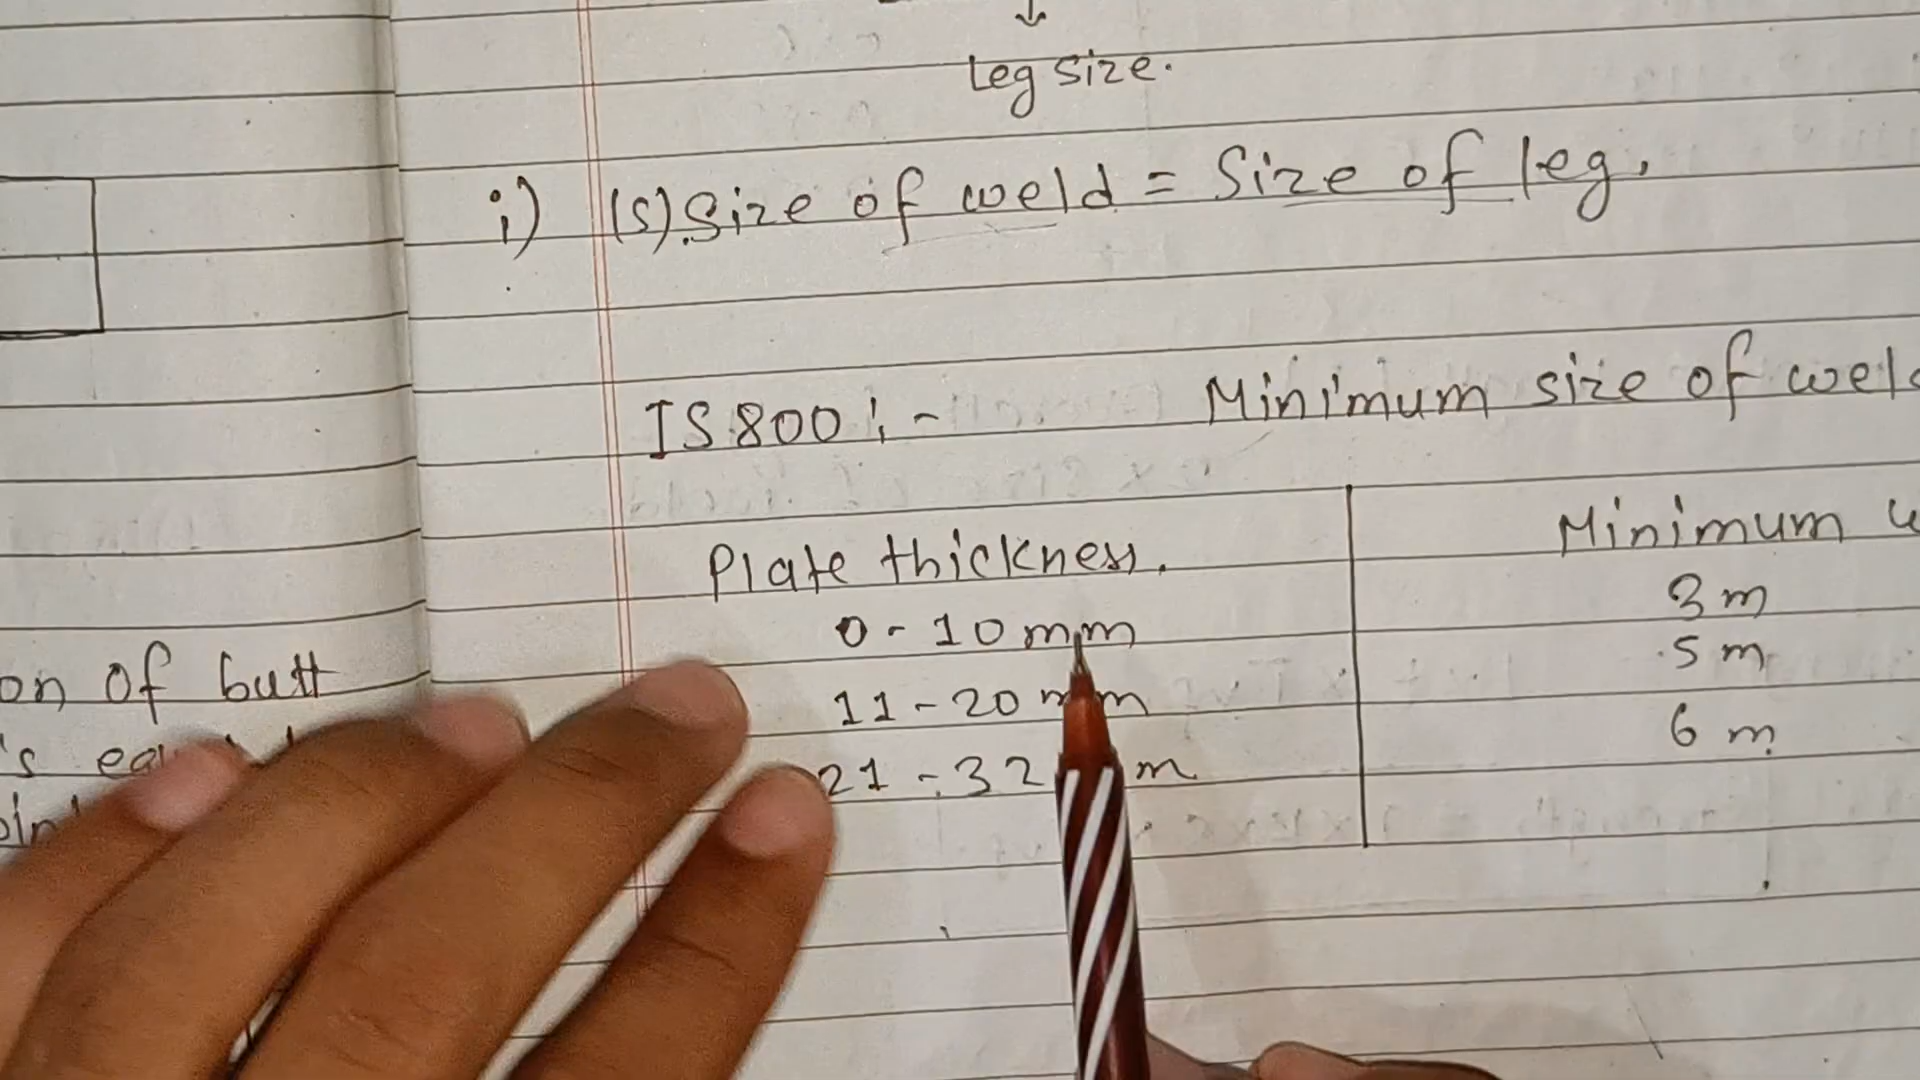 Leg size.
i) (s) Size of weld = Size of leg.
IS 800 :- Minimum size of weld
Plate thickness. Minimum
0 - 10 mm 3 m
11 - 20 mm 5 m
21 - 32 m 6 m
on of butt